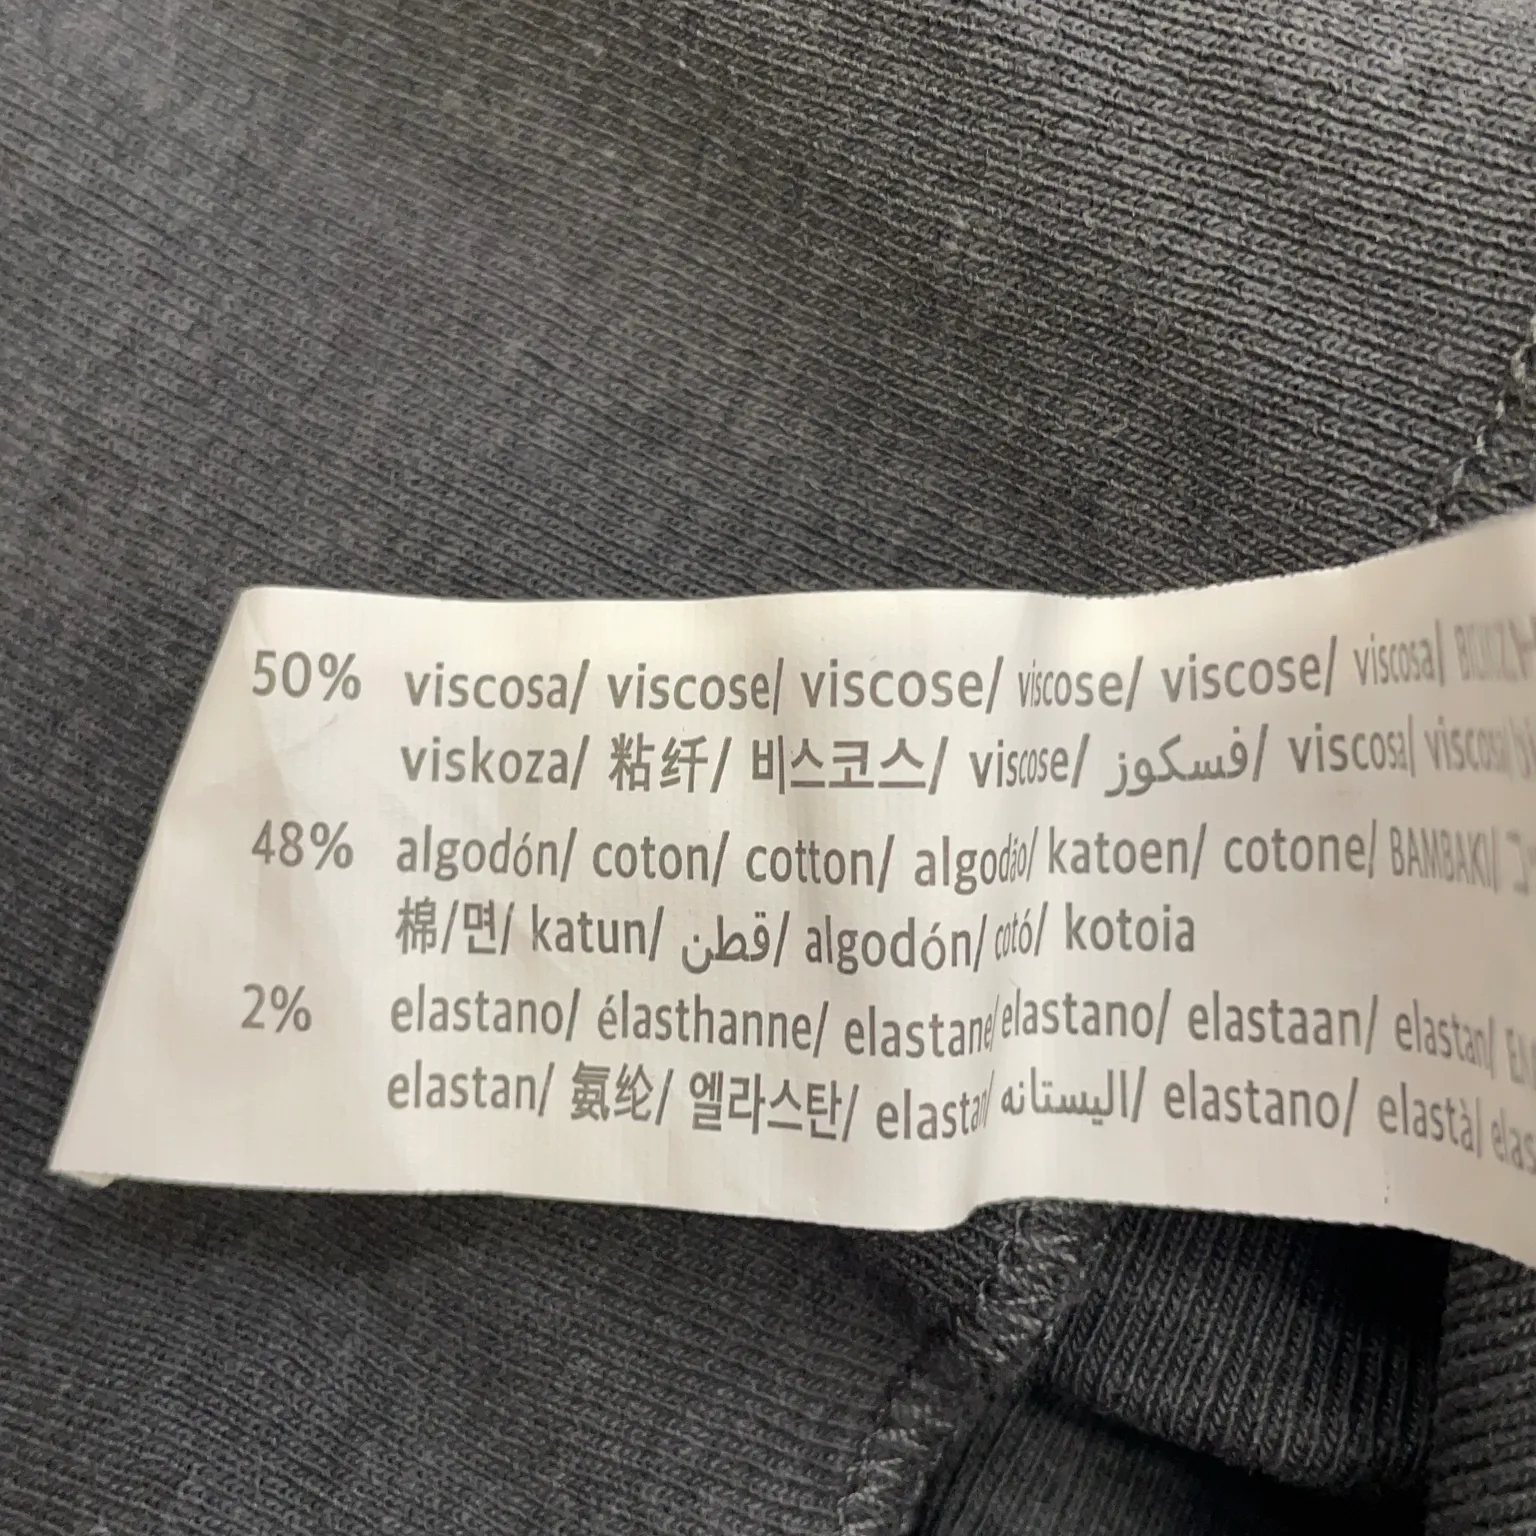 50% viscosa/ viscose/ viscose/ viscose/ viscose/ viscosa/
viskoza/ 粘纤/ 비스코스/ viscose/ فسكوز/ viscosa/
48% algodón/ coton/ cotton/ algodão/ katoen/ cotone/ BAMBAKI/
棉/면/ katun/ قطن/ algodón/ cotó/ kotoia
2% elastano/ élasthanne/ elastane/ elastano/ elastaan/ elastan/
elastan/ 氨纶/ 엘라스탄/ elastan/ اليستانه/ elastano/ elastà/